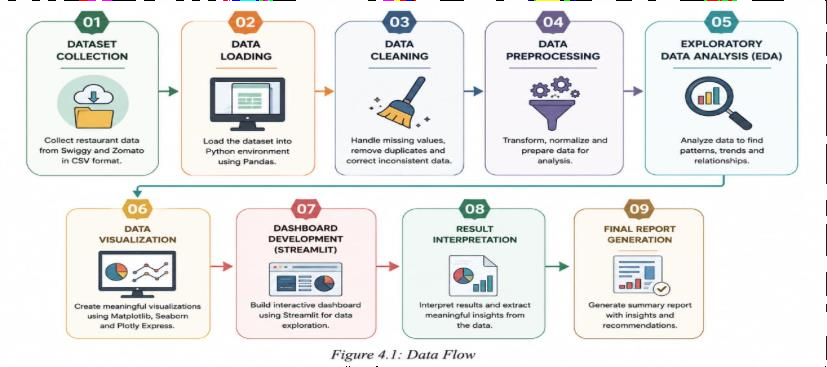 01
DATASET
COLLECTION
Collect restaurant data
from Swiggy and Zomato
in CSV format.
02
DATA
LOADING
Load the dataset into
Python environment
using Pandas.
03
DATA
CLEANING
Handle missing values,
remove duplicates and
correct inconsistent data.
04
DATA
PREPROCESSING
Transform, normalize and
prepare data for
analysis.
05
EXPLORATORY
DATA ANALYSIS (EDA)
Analyze data to find
patterns, trends and
relationships.
06
DATA
VISUALIZATION
Create meaningful visualizations
using Matplotlib, Seaborn
and Plotly Express.
07
DASHBOARD
DEVELOPMENT
(STREAMLIT)
Build interactive dashboard
using Streamlit for data
exploration.
08
RESULT
INTERPRETATION
Interpret results and extract
meaningful insights from
the data.
09
FINAL REPORT
GENERATION
Generate summary report
with insights and
recommendations.
Figure 4.1: Data Flow